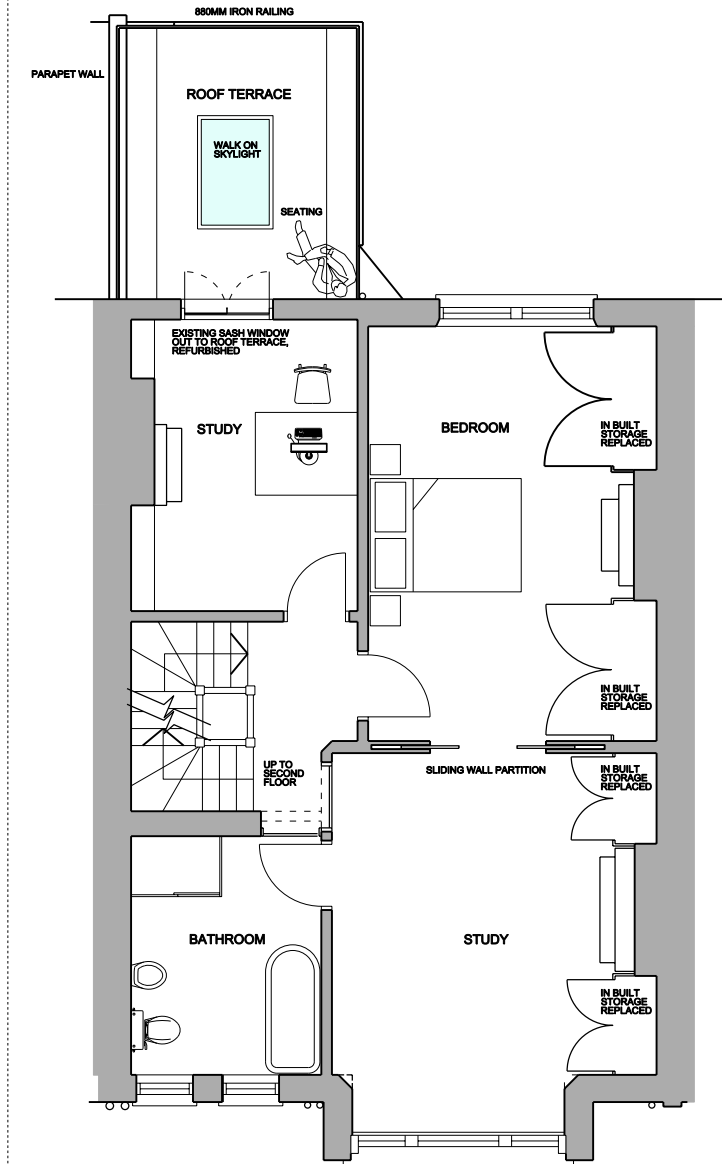 880MM IRON RAILING
PARAPET WALL
ROOF TERRACE
WALK ON
SKYLIGHT
SEATING
EXISTING SASH WINDOW
OUT TO ROOF TERRACE,
REFURBISHED
STUDY
BEDROOM
IN BUILT
STORAGE
REPLACED
IN BUILT
STORAGE
REPLACED
UP TO
SECOND
FLOOR
SLIDING WALL PARTITION
IN BUILT
STORAGE
REPLACED
BATHROOM
STUDY
IN BUILT
STORAGE
REPLACED